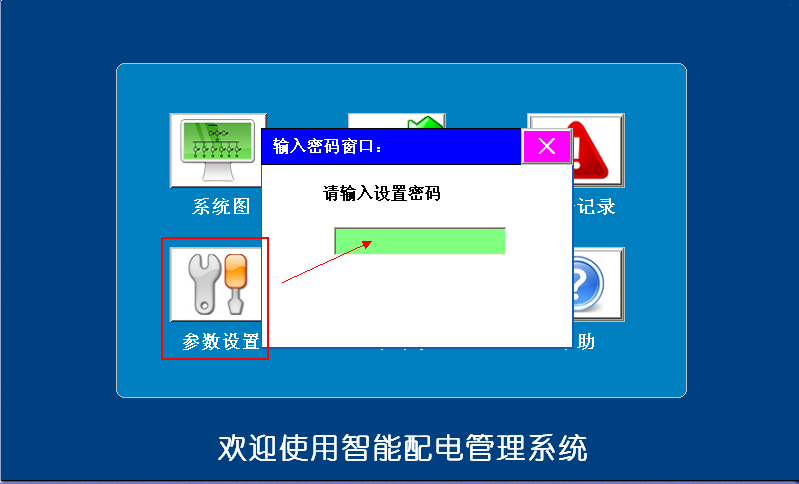 输入密码窗口：
请输入设置密码
系统图
记录
参数设置
助
欢迎使用智能配电管理系统